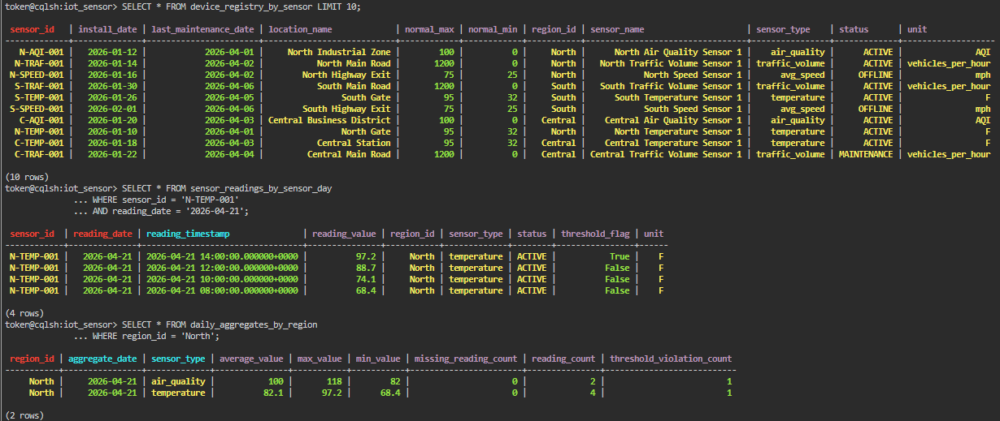 token@cqlsh:iot_sensor> SELECT * FROM device_registry_by_sensor LIMIT 10;
sensor_id | install_date | last_maintenance_date | location_name | normal_max | normal_min | region_id | sensor_name | sensor_type | status | unit
N-AQI-001 | 2026-01-12 | 2026-04-01 | North Industrial Zone | 100 | 0 | North | North Air Quality Sensor 1 | air_quality | ACTIVE | AQI
N-TRAF-001 | 2026-01-14 | 2026-04-02 | North Main Road | 1200 | 0 | North | North Traffic Volume Sensor 1 | traffic_volume | ACTIVE | vehicles_per_hour
N-SPEED-001 | 2026-01-16 | 2026-04-02 | North Highway Exit | 75 | 25 | North | North Speed Sensor 1 | avg_speed | OFFLINE | mph
S-TRAF-001 | 2026-01-30 | 2026-04-06 | South Main Road | 1200 | 0 | South | South Traffic Volume Sensor 1 | traffic_volume | ACTIVE | vehicles_per_hour
S-TEMP-001 | 2026-01-26 | 2026-04-05 | South Gate | 95 | 32 | South | South Temperature Sensor 1 | temperature | ACTIVE | F
S-SPEED-001 | 2026-02-01 | 2026-04-06 | South Highway Exit | 75 | 25 | South | South Speed Sensor 1 | avg_speed | OFFLINE | mph
C-AQI-001 | 2026-01-20 | 2026-04-03 | Central Business District | 100 | 0 | Central | Central Air Quality Sensor 1 | air_quality | ACTIVE | AQI
N-TEMP-001 | 2026-01-10 | 2026-04-01 | North Gate | 95 | 32 | North | North Temperature Sensor 1 | temperature | ACTIVE | F
C-TEMP-001 | 2026-01-18 | 2026-04-03 | Central Station | 95 | 32 | Central | Central Temperature Sensor 1 | temperature | ACTIVE | F
C-TRAF-001 | 2026-01-22 | 2026-04-04 | Central Main Road | 1200 | 0 | Central | Central Traffic Volume Sensor 1 | traffic_volume | MAINTENANCE | vehicles_per_hour
(10 rows)
token@cqlsh:iot_sensor> SELECT * FROM sensor_readings_by_sensor_day
... WHERE sensor_id = 'N-TEMP-001'
... AND reading_date = '2026-04-21';
sensor_id | reading_date | reading_timestamp | reading_value | region_id | sensor_type | status | threshold_flag | unit
N-TEMP-001 | 2026-04-21 | 2026-04-21 14:00:00.000000+0000 | 97.2 | North | temperature | ACTIVE | True | F
N-TEMP-001 | 2026-04-21 | 2026-04-21 12:00:00.000000+0000 | 88.7 | North | temperature | ACTIVE | False | F
N-TEMP-001 | 2026-04-21 | 2026-04-21 10:00:00.000000+0000 | 74.1 | North | temperature | ACTIVE | False | F
N-TEMP-001 | 2026-04-21 | 2026-04-21 08:00:00.000000+0000 | 68.4 | North | temperature | ACTIVE | False | F
(4 rows)
token@cqlsh:iot_sensor> SELECT * FROM daily_aggregates_by_region
... WHERE region_id = 'North';
region_id | aggregate_date | sensor_type | average_value | max_value | min_value | missing_reading_count | reading_count | threshold_violation_count
North | 2026-04-21 | air_quality | 100 | 118 | 82 | 0 | 2 | 1
North | 2026-04-21 | temperature | 82.1 | 97.2 | 68.4 | 0 | 4 | 1
(2 rows)